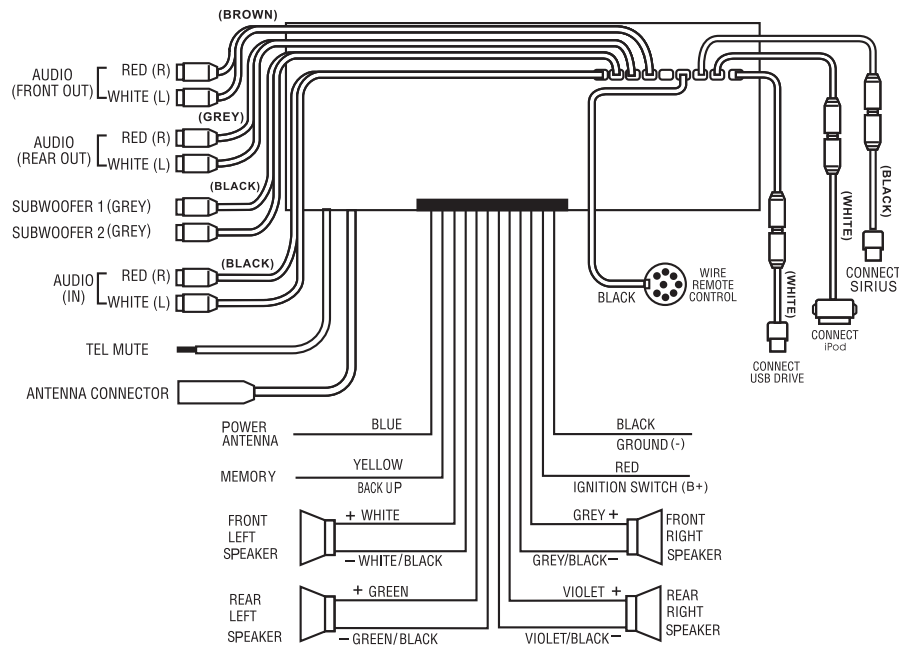 (BROWN)
AUDIO
(FRONT OUT)
RED (R)
WHITE (L)
(GREY)
AUDIO
(REAR OUT)
RED (R)
WHITE (L)
(BLACK)
SUBWOOFER 1 (GREY)
SUBWOOFER 2 (GREY)
(BLACK)
AUDIO
(IN)
RED (R)
WHITE (L)
TEL MUTE
ANTENNA CONNECTOR
BLACK
WIRE
REMOTE
CONTROL
(WHITE)
CONNECT
USB DRIVE
(WHITE)
CONNECT
iPod
(BLACK)
CONNECT
SIRIUS
POWER
ANTENNA
BLUE
BLACK
GROUND (-)
MEMORY
YELLOW
BACK UP
RED
IGNITION SWITCH (B+)
FRONT
LEFT
SPEAKER
+ WHITE
– WHITE/BLACK
GREY +
GREY/BLACK –
FRONT
RIGHT
SPEAKER
REAR
LEFT
SPEAKER
+ GREEN
– GREEN/BLACK
VIOLET +
VIOLET/BLACK –
REAR
RIGHT
SPEAKER